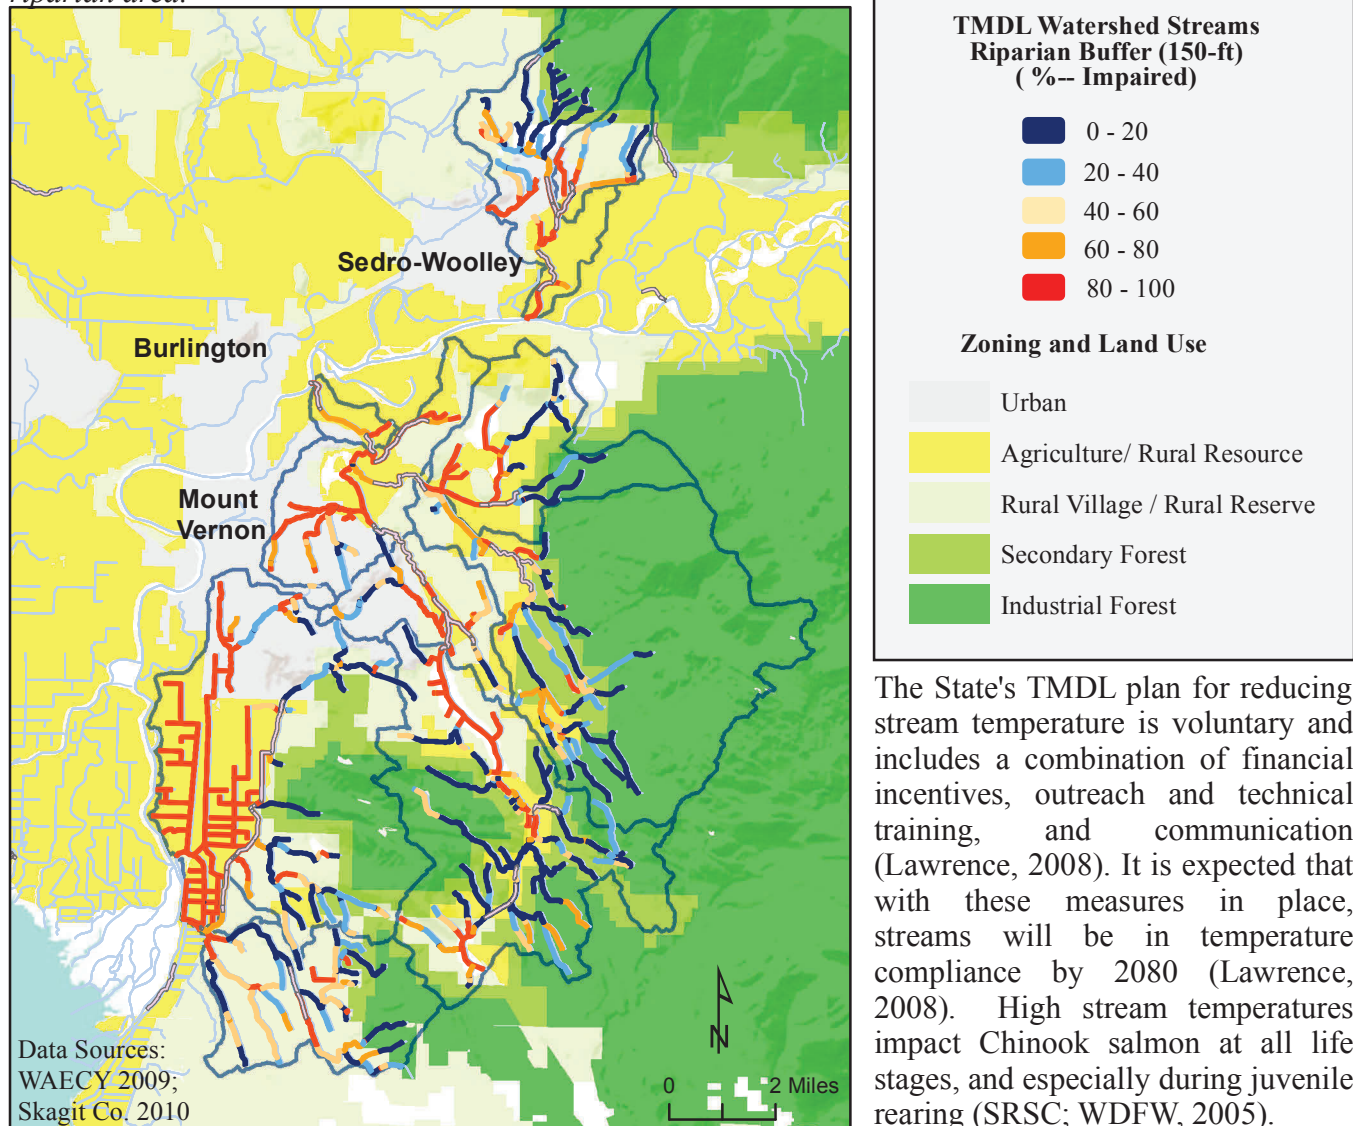 riparian area.
Sedro-Woolley
Burlington
Mount
Vernon
Data Sources:
WAECY 2009;
Skagit Co. 2010
N
0 2 Miles
TMDL Watershed Streams
Riparian Buffer (150-ft)
( %-- Impaired)
0 - 20
20 - 40
40 - 60
60 - 80
80 - 100
Zoning and Land Use
Urban
Agriculture/ Rural Resource
Rural Village / Rural Reserve
Secondary Forest
Industrial Forest
The State's TMDL plan for reducing
stream temperature is voluntary and
includes a combination of financial
incentives, outreach and technical
training, and communication
(Lawrence, 2008). It is expected that
with these measures in place,
streams will be in temperature
compliance by 2080 (Lawrence,
2008). High stream temperatures
impact Chinook salmon at all life
stages, and especially during juvenile
rearing (SRSC; WDFW, 2005).